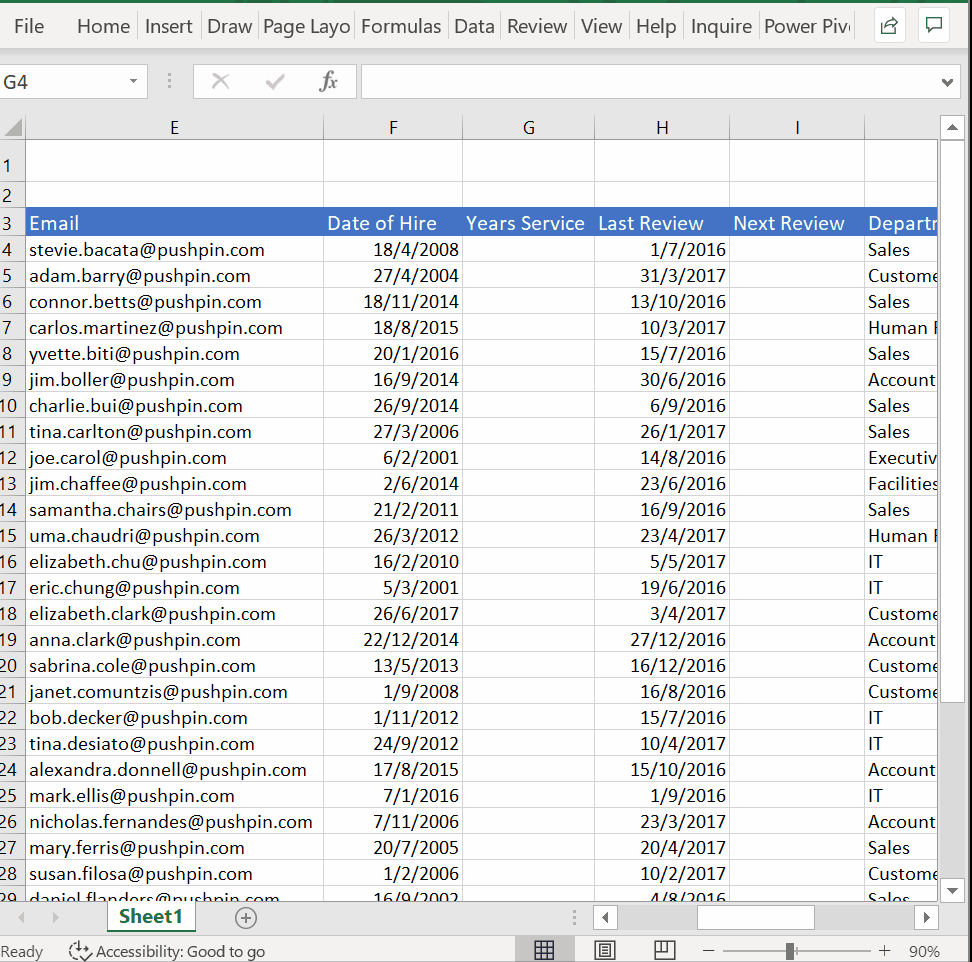 File Home Insert Draw Page Layo Formulas Data Review View Help Inquire Power Piv
G4 fx
E F G H I
1
2
3 Email Date of Hire Years Service Last Review Next Review Departr
4 stevie.bacata@pushpin.com 18/4/2008 1/7/2016 Sales
5 adam.barry@pushpin.com 27/4/2004 31/3/2017 Custome
6 connor.betts@pushpin.com 18/11/2014 13/10/2016 Sales
7 carlos.martinez@pushpin.com 18/8/2015 10/3/2017 Human
8 yvette.biti@pushpin.com 20/1/2016 15/7/2016 Sales
9 jim.boller@pushpin.com 16/9/2014 30/6/2016 Account
10 charlie.bui@pushpin.com 26/9/2014 6/9/2016 Sales
11 tina.carlton@pushpin.com 27/3/2006 26/1/2017 Sales
12 joe.carol@pushpin.com 6/2/2001 14/8/2016 Executiv
13 jim.chaffee@pushpin.com 2/6/2014 23/6/2016 Facilities
14 samantha.chairs@pushpin.com 21/2/2011 16/9/2016 Sales
15 uma.chaudri@pushpin.com 26/3/2012 23/4/2017 Human
16 elizabeth.chu@pushpin.com 16/2/2010 5/5/2017 IT
17 eric.chung@pushpin.com 5/3/2001 19/6/2016 IT
18 elizabeth.clark@pushpin.com 26/6/2017 3/4/2017 Custome
19 anna.clark@pushpin.com 22/12/2014 27/12/2016 Account
20 sabrina.cole@pushpin.com 13/5/2013 16/12/2016 Custome
21 janet.comuntzis@pushpin.com 1/9/2008 16/8/2016 Custome
22 bob.decker@pushpin.com 1/11/2012 15/7/2016 IT
23 tina.desiato@pushpin.com 24/9/2012 10/4/2017 IT
24 alexandra.donnell@pushpin.com 17/8/2015 15/10/2016 Account
25 mark.ellis@pushpin.com 7/1/2016 1/9/2016 IT
26 nicholas.fernandes@pushpin.com 7/11/2006 23/3/2017 Account
27 mary.ferris@pushpin.com 20/7/2005 20/4/2017 Sales
28 susan.filosa@pushpin.com 1/2/2006 10/2/2017 Custome
29 daniel.flanders@pushpin.com 16/9/2002 4/8/2016 Sales
Sheet1
Ready Accessibility: Good to go 90%